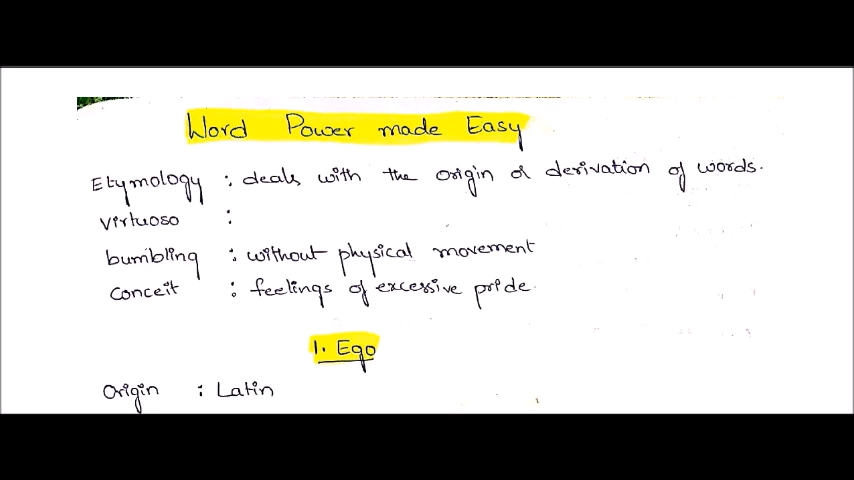 Word Power made Easy
Etymology : deals with the origin or derivation of words.
virtuoso :
bumbling : without physical movement
conceit : feelings of excessive pride.
1. Ego
Origin : Latin